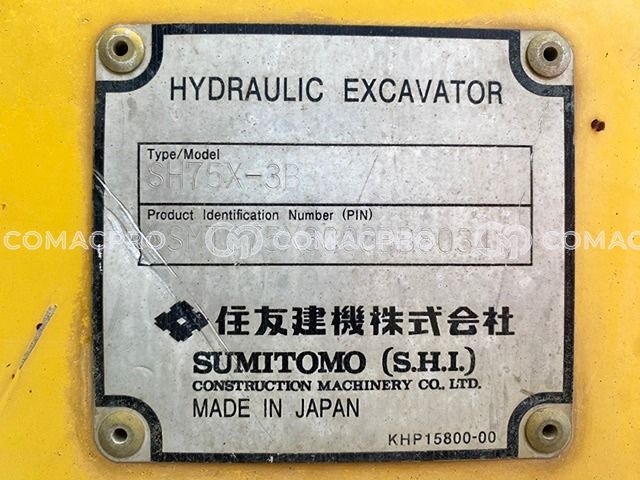 HYDRAULIC EXCAVATOR
Type/Model
SH75X-3B
Product Identification Number (PIN)
COMACPRO COMACPRO
住友建機株式会社
SUMITOMO (S.H.I.)
CONSTRUCTION MACHINERY CO., LTD.
MADE IN JAPAN
KHP15800-00